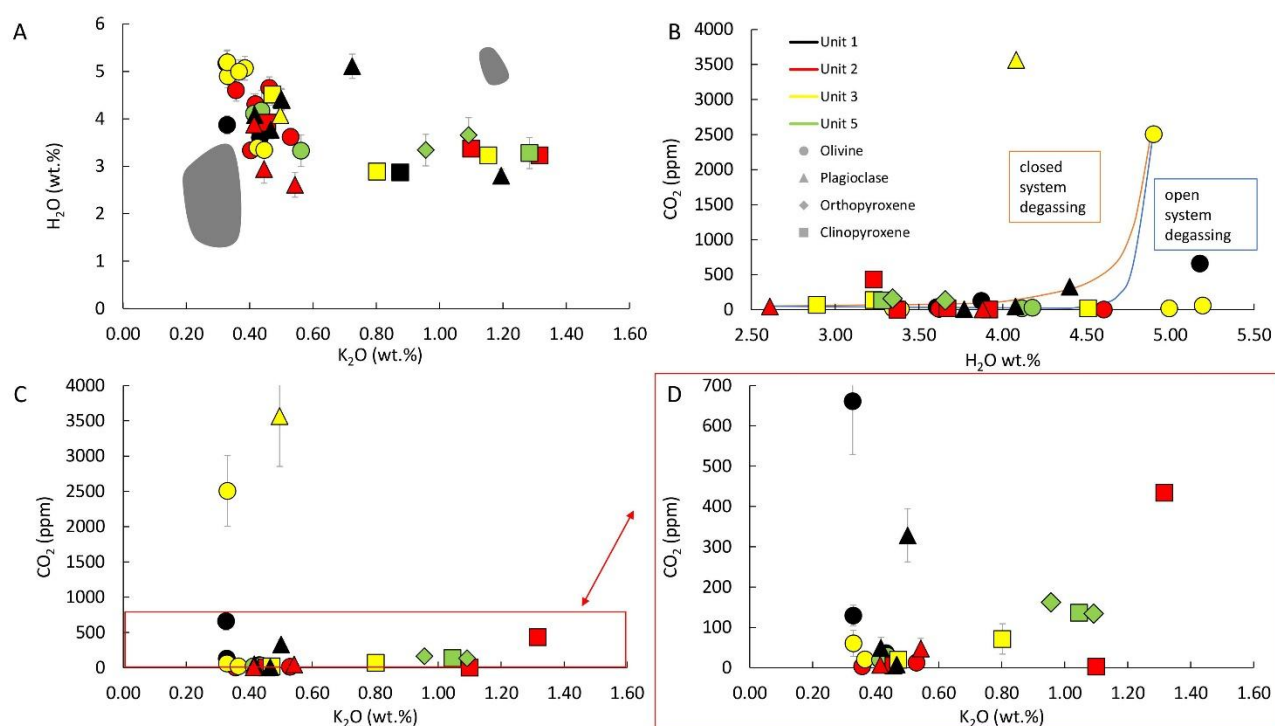 A
H₂O (wt.%)
6
5
4
3
2
1
0
0.00 0.20 0.40 0.60 0.80 1.00 1.20 1.40 1.60
K₂O (wt.%)
B
CO₂ (ppm)
4000
3500
3000
2500
2000
1500
1000
500
0
Unit 1
Unit 2
Unit 3
Unit 5
Olivine
Plagioclase
Orthopyroxene
Clinopyroxene
closed
system
degassing
open
system
degassing
2.50 3.00 3.50 4.00 4.50 5.00 5.50
H₂O wt.%
C
CO₂ (ppm)
4000
3500
3000
2500
2000
1500
1000
500
0
0.00 0.20 0.40 0.60 0.80 1.00 1.20 1.40 1.60
K₂O (wt.%)
D
CO₂ (ppm)
700
600
500
400
300
200
100
0
0.00 0.20 0.40 0.60 0.80 1.00 1.20 1.40 1.60
K₂O (wt.%)